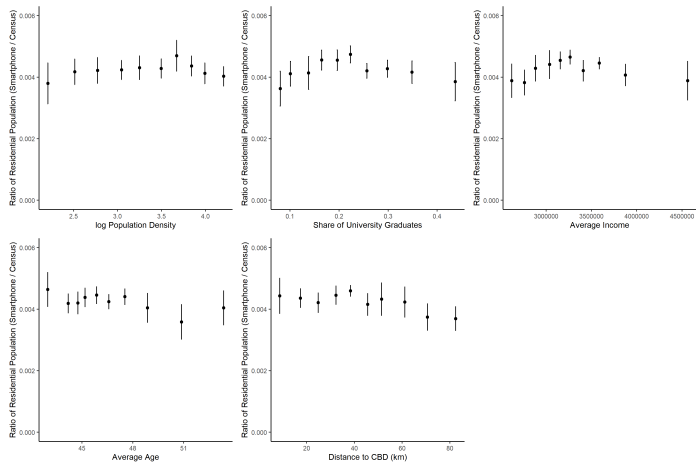 Ratio of Residential Population (Smartphone / Census)
0.006
0.004
0.002
0.000
2.5 3.0 3.5 4.0
log Population Density
Ratio of Residential Population (Smartphone / Census)
0.006
0.004
0.002
0.000
0.1 0.2 0.3 0.4
Share of University Graduates
Ratio of Residential Population (Smartphone / Census)
0.006
0.004
0.002
0.000
3000000 3500000 4000000 4500000
Average Income
Ratio of Residential Population (Smartphone / Census)
0.006
0.004
0.002
0.000
45 48 51
Average Age
Ratio of Residential Population (Smartphone / Census)
0.006
0.004
0.002
0.000
20 40 60 80
Distance to CBD (km)